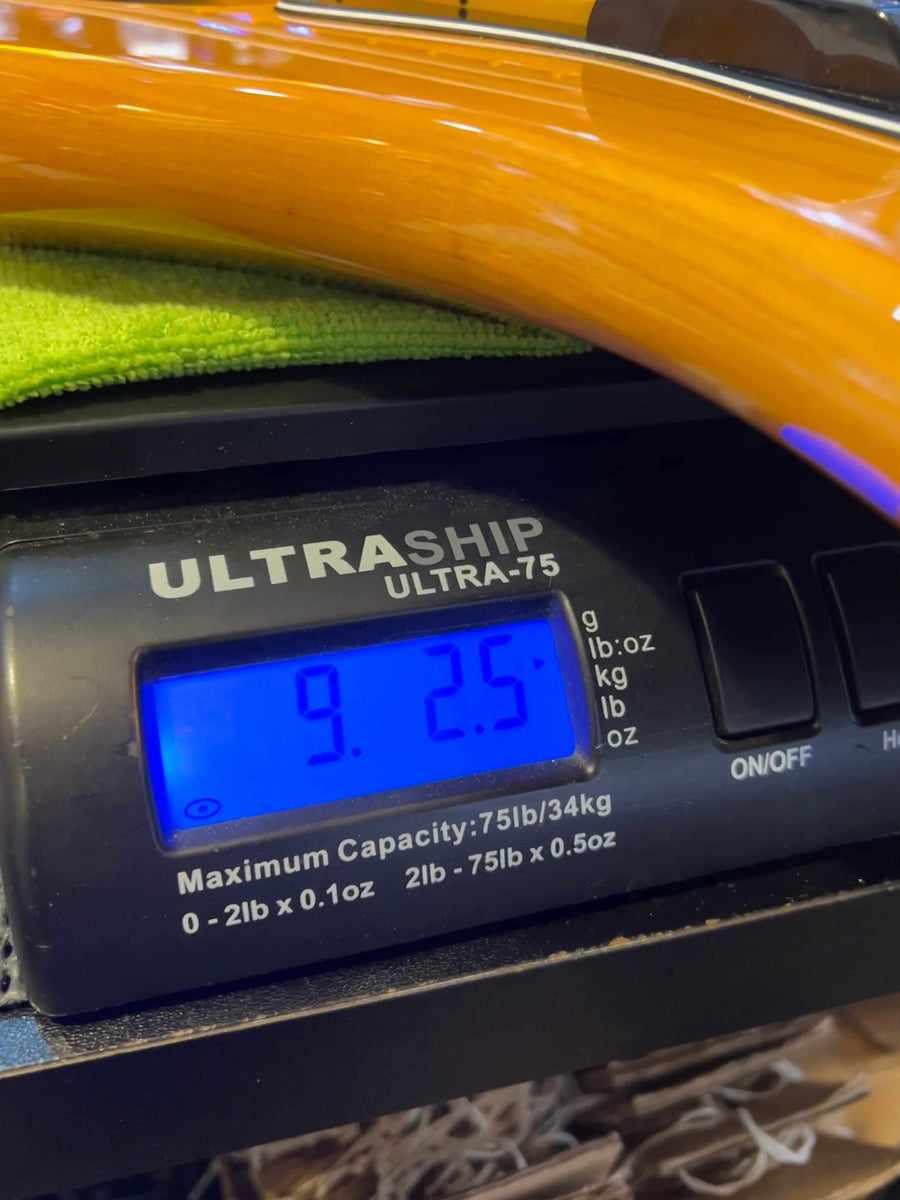 ULTRASHIP
ULTRA-75
g
lb:oz
kg
lb
oz
9. 2.5
ON/OFF
Maximum Capacity:75lb/34kg
0 - 2lb x 0.1oz 2lb - 75lb x 0.5oz